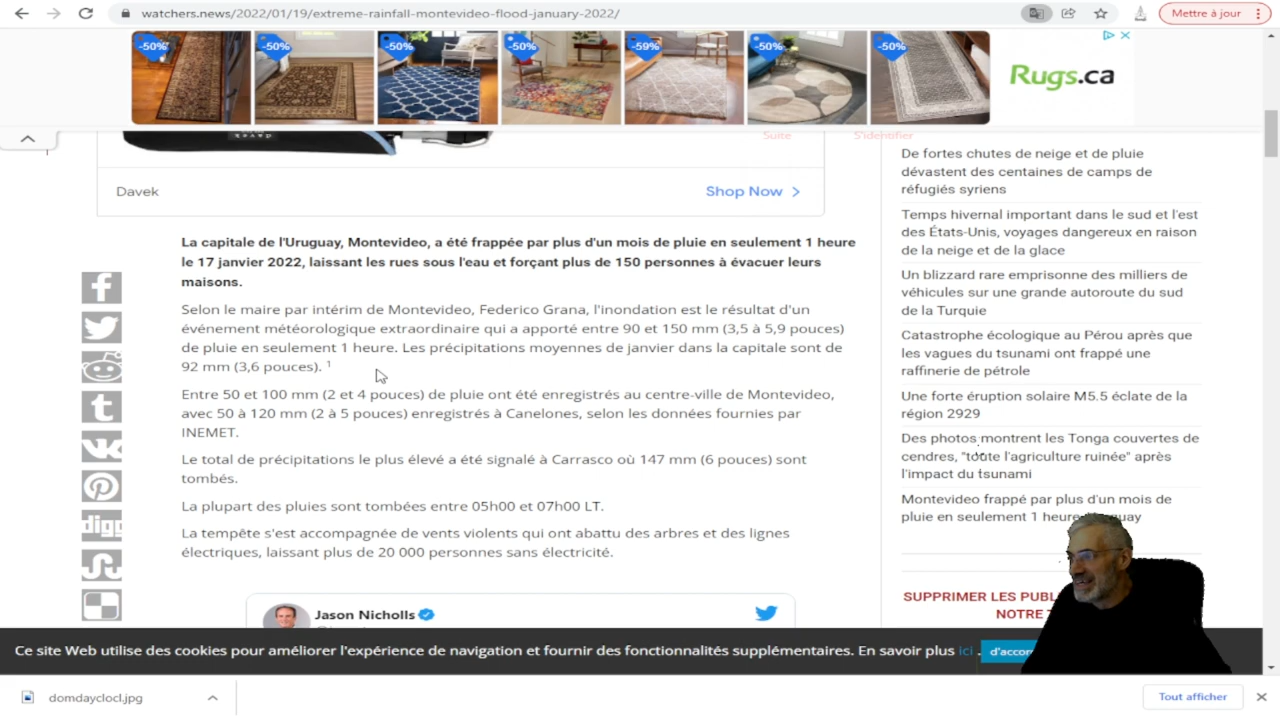 watchers.news/2022/01/19/extreme-rainfall-montevideo-flood-january-2022/
Mettre à jour
-50%
-50%
-50%
-50%
-59%
-50%
-50%
Rugs.ca
Suite
S'identifier
Davek
Shop Now
La capitale de l'Uruguay, Montevideo, a été frappée par plus d'un mois de pluie en seulement 1 heure
le 17 janvier 2022, laissant les rues sous l'eau et forçant plus de 150 personnes à évacuer leurs
maisons.
Selon le maire par intérim de Montevideo, Federico Grana, l'inondation est le résultat d'un
événement météorologique extraordinaire qui a apporté entre 90 et 150 mm (3,5 à 5,9 pouces)
de pluie en seulement 1 heure. Les précipitations moyennes de janvier dans la capitale sont de
92 mm (3,6 pouces). 1
Entre 50 et 100 mm (2 et 4 pouces) de pluie ont été enregistrés au centre-ville de Montevideo,
avec 50 à 120 mm (2 à 5 pouces) enregistrés à Canelones, selon les données fournies par
INEMET.
Le total de précipitations le plus élevé a été signalé à Carrasco où 147 mm (6 pouces) sont
tombés.
La plupart des pluies sont tombées entre 05h00 et 07h00 LT.
La tempête s'est accompagnée de vents violents qui ont abattu des arbres et des lignes
électriques, laissant plus de 20 000 personnes sans électricité.
Jason Nicholls
digg
De fortes chutes de neige et de pluie
dévastent des centaines de camps de
réfugiés syriens
Temps hivernal important dans le sud et l'est
des États-Unis, voyages dangereux en raison
de la neige et de la glace
Un blizzard rare emprisonne des milliers de
véhicules sur une grande autoroute du sud
de la Turquie
Catastrophe écologique au Pérou après que
les vagues du tsunami ont frappé une
raffinerie de pétrole
Une forte éruption solaire M5.5 éclate de la
région 2929
Des photos montrent les Tonga couvertes de
cendres, "toute l'agriculture ruinée" après
l'impact du tsunami
Montevideo frappé par plus d'un mois de
pluie en seulement 1 heure
SUPPRIMER LES
NOTRE
Ce site Web utilise des cookies pour améliorer l'expérience de navigation et fournir des fonctionnalités supplémentaires. En savoir plus ici .
domdayclocl.jpg
Tout afficher